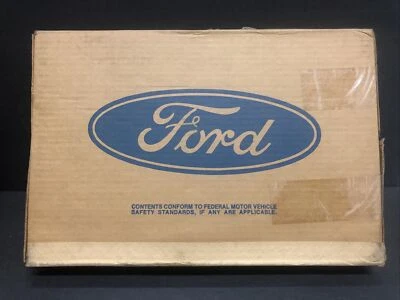 Ford
CONTENTS CONFORM TO FEDERAL MOTOR VEHICLE
SAFETY STANDARDS, IF ANY ARE APPLICABLE.